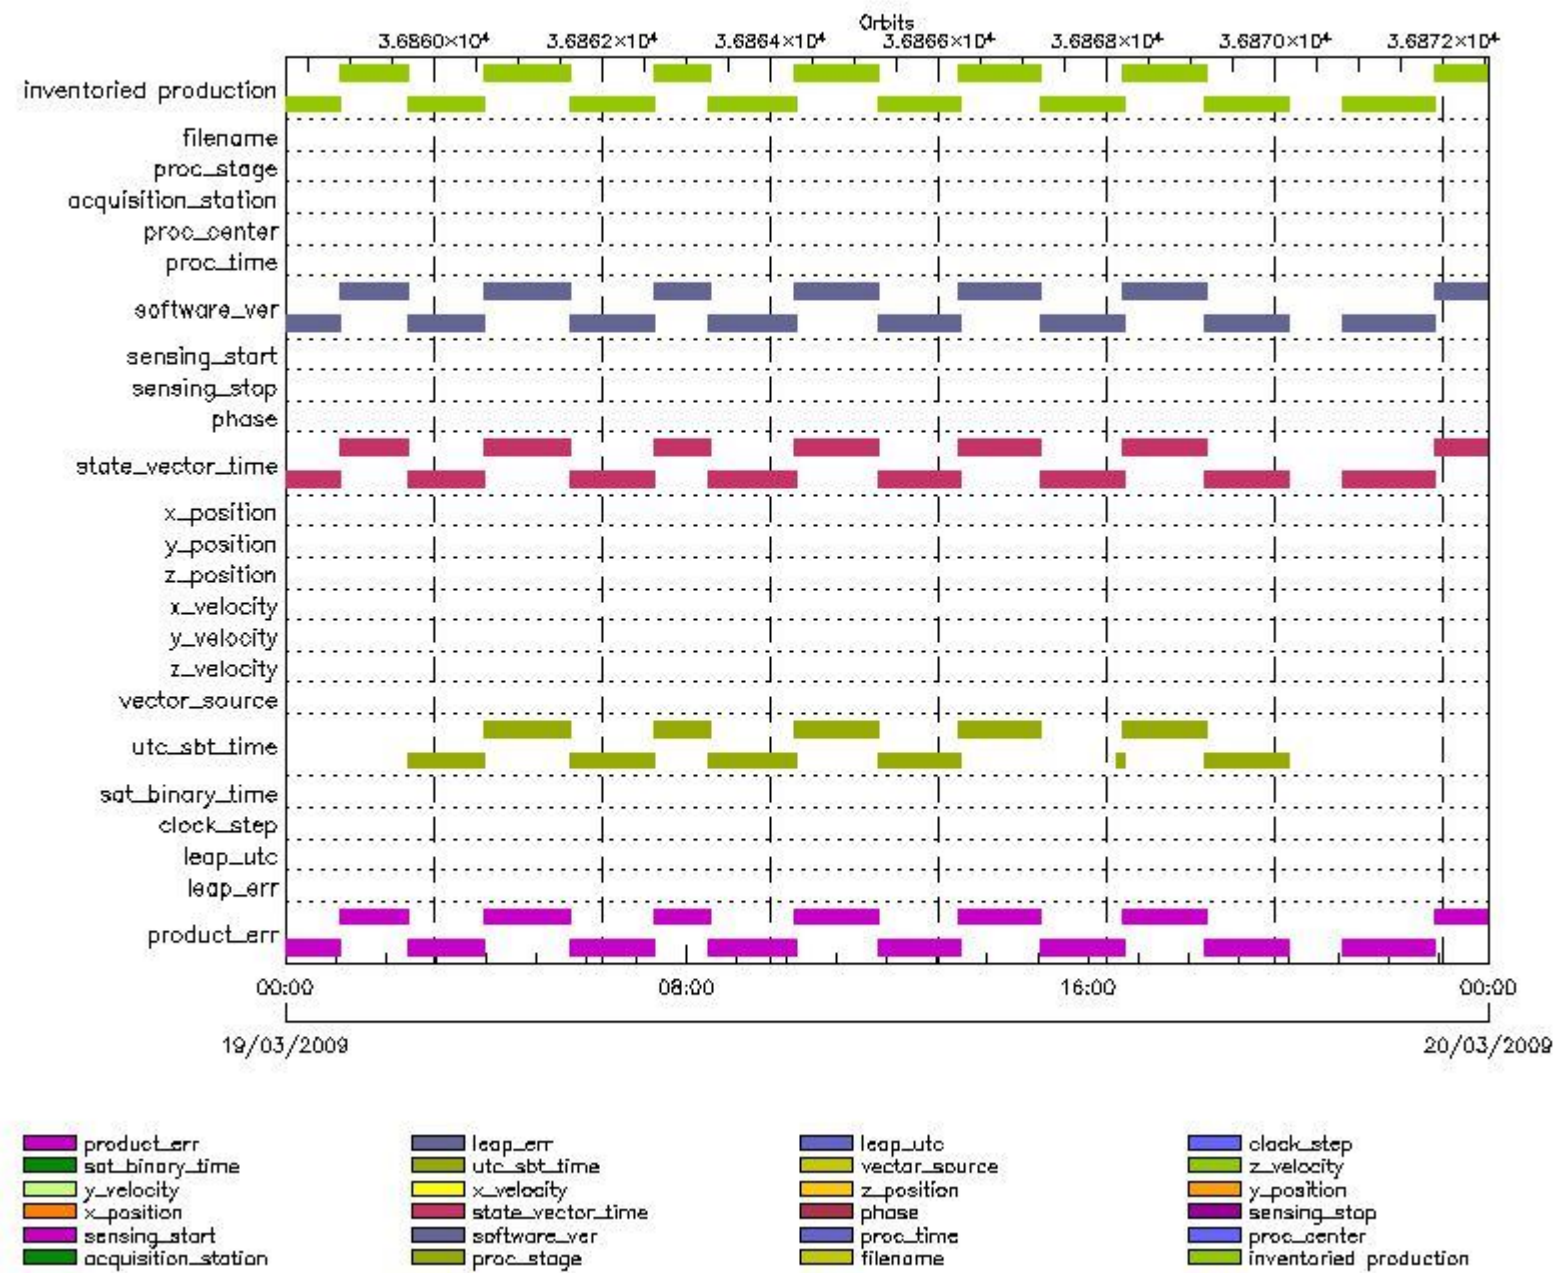 Orbits
3.6860×10⁴ 3.6862×10⁴ 3.6864×10⁴ 3.6866×10⁴ 3.6868×10⁴ 3.6870×10⁴ 3.6872×10⁴
inventoried production
filename
proc_stage
acquisition_station
proc_center
proc_time
software_ver
sensing_start
sensing_stop
phase
state_vector_time
x_position
y_position
z_position
x_velocity
y_velocity
z_velocity
vector_source
utc_sbt_time
sat_binary_time
clock_step
leap_utc
leap_err
product_err
00:00 08:00 16:00 00:00
19/03/2009 20/03/2009
product_err leap_err leap_utc clock_step
sat_binary_time utc_sbt_time vector_source z_velocity
y_velocity x_velocity z_position y_position
x_position state_vector_time phase sensing_stop
sensing_start software_ver proc_time proc_center
acquisition_station proc_stage filename inventoried production